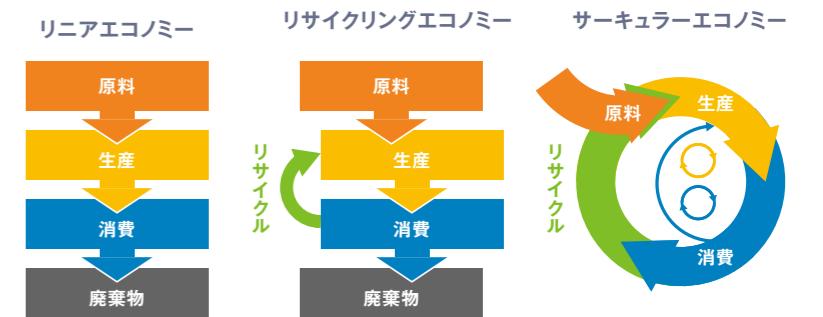 リニアエコノミー
原料
生産
消費
廃棄物
リサイクリングエコノミー
原料
生産
消費
廃棄物
リサイクル
サーキュラーエコノミー
原料
生産
消費
リサイクル